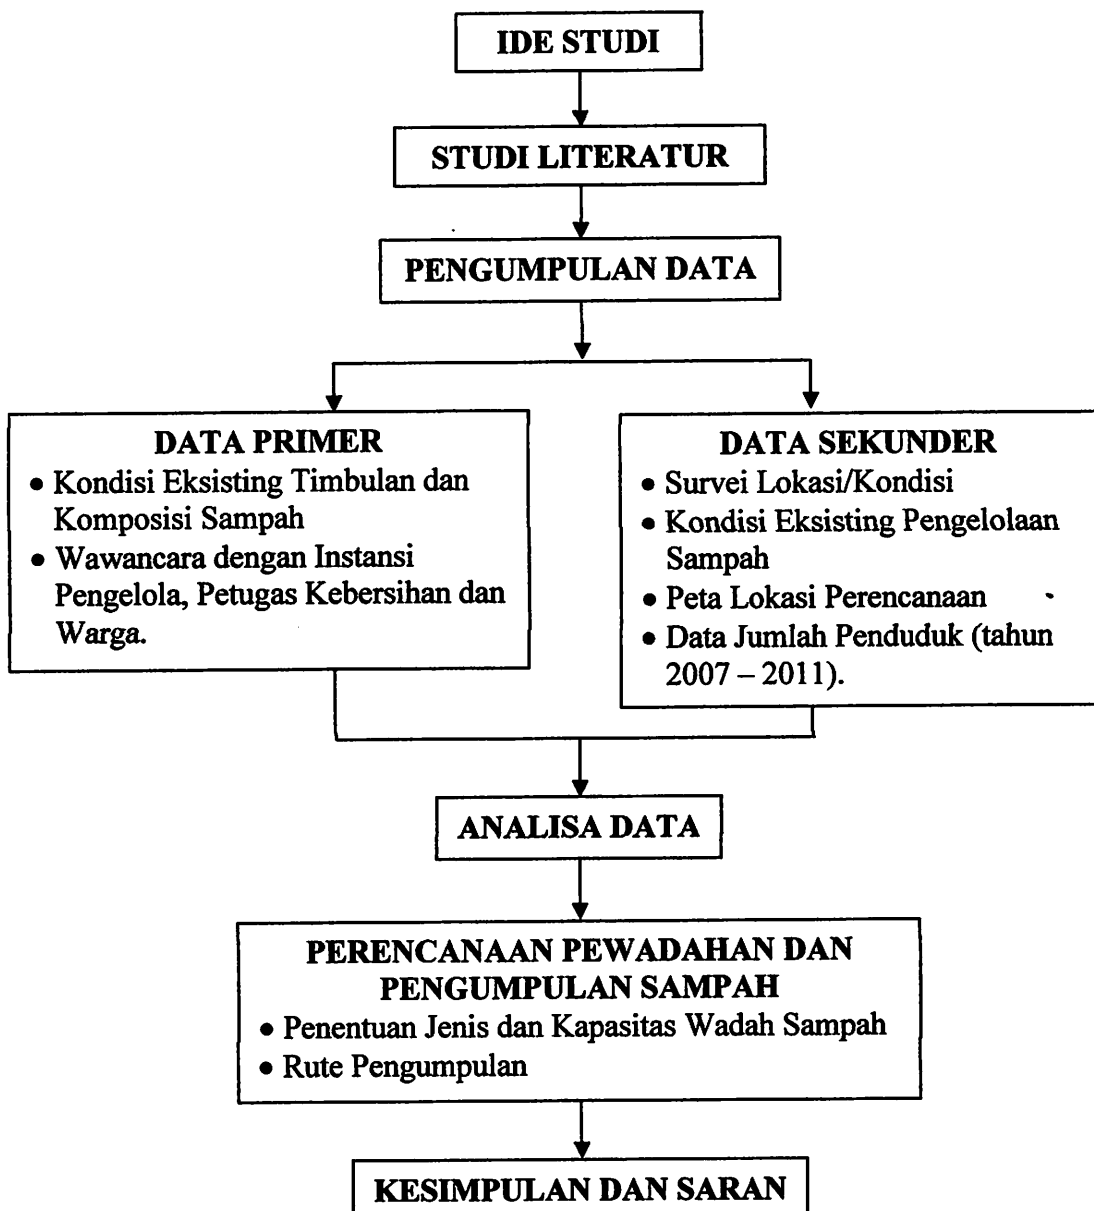 IDE STUDI
STUDI LITERATUR
PENGUMPULAN DATA
DATA PRIMER
• Kondisi Eksisting Timbulan dan
Komposisi Sampah
• Wawancara dengan Instansi
Pengelola, Petugas Kebersihan dan
Warga.
DATA SEKUNDER
• Survei Lokasi/Kondisi
• Kondisi Eksisting Pengelolaan
Sampah
• Peta Lokasi Perencanaan
• Data Jumlah Penduduk (tahun
2007 – 2011).
ANALISA DATA
PERENCANAAN PEWADAHAN DAN
PENGUMPULAN SAMPAH
• Penentuan Jenis dan Kapasitas Wadah Sampah
• Rute Pengumpulan
KESIMPULAN DAN SARAN